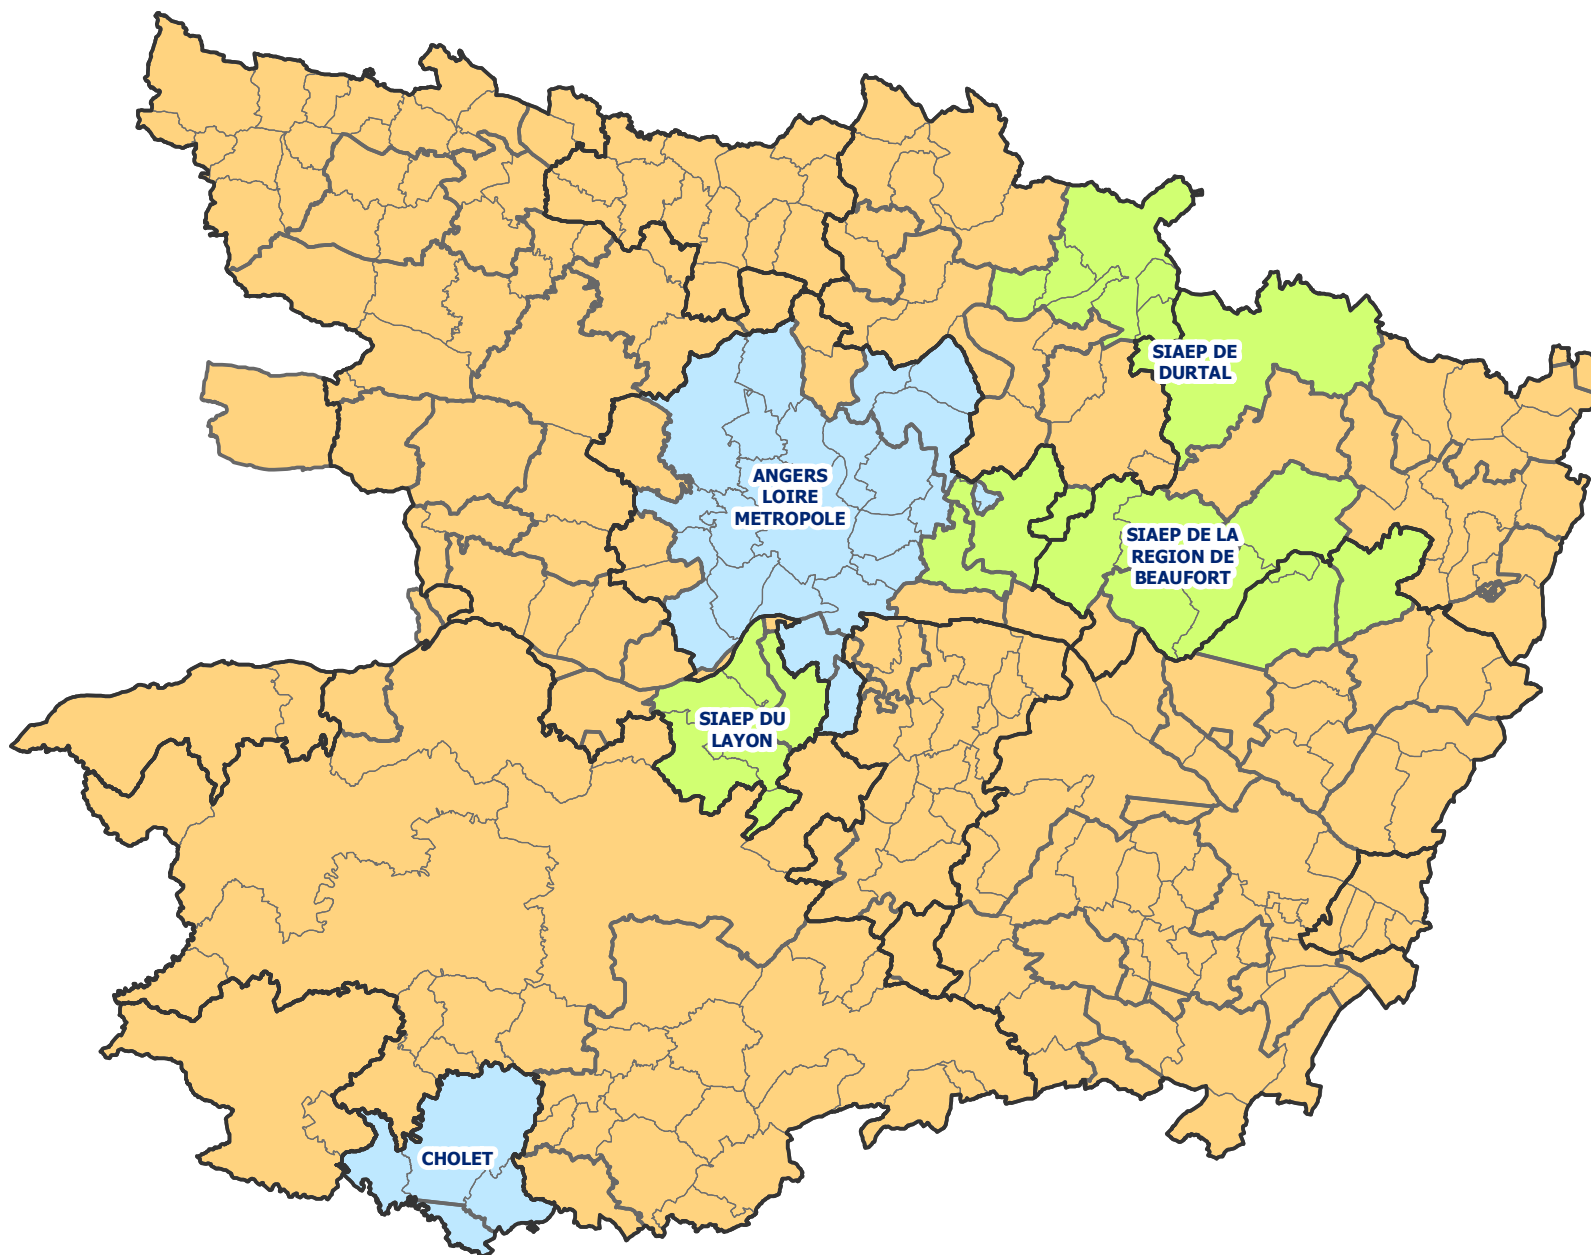 SIAEP DE
DURTAL
ANGERS
LOIRE
METROPOLE
SIAEP DE LA
REGION DE
BEAUFORT
SIAEP DU
LAYON
CHOLET